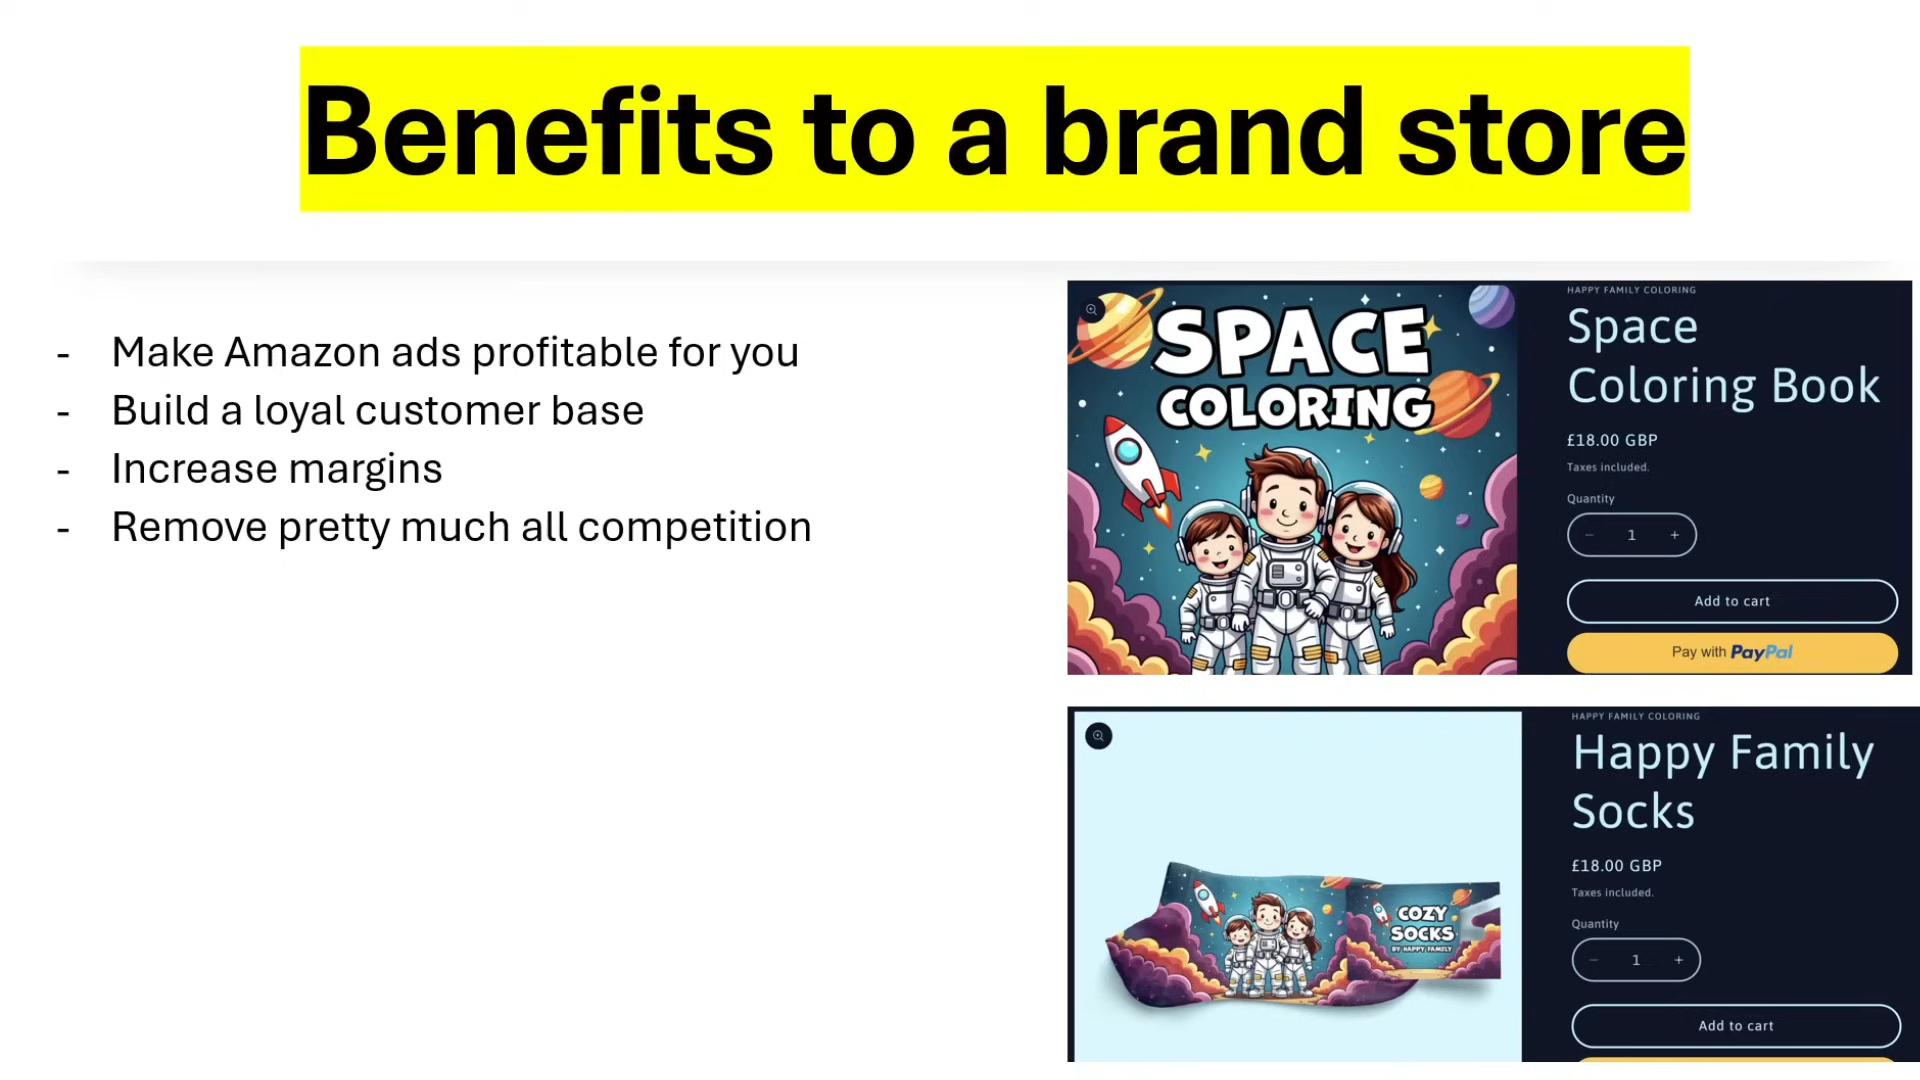 Benefits to a brand store
- Make Amazon ads profitable for you
- Build a loyal customer base
- Increase margins
- Remove pretty much all competition
SPACE
COLORING
HAPPY FAMILY COLORING
Space
Coloring Book
£18.00 GBP
Taxes included.
Quantity
− 1 +
Add to cart
Pay with PayPal
COZY
SOCKS
BY HAPPY FAMILY
HAPPY FAMILY COLORING
Happy Family
Socks
£18.00 GBP
Taxes included.
Quantity
− 1 +
Add to cart